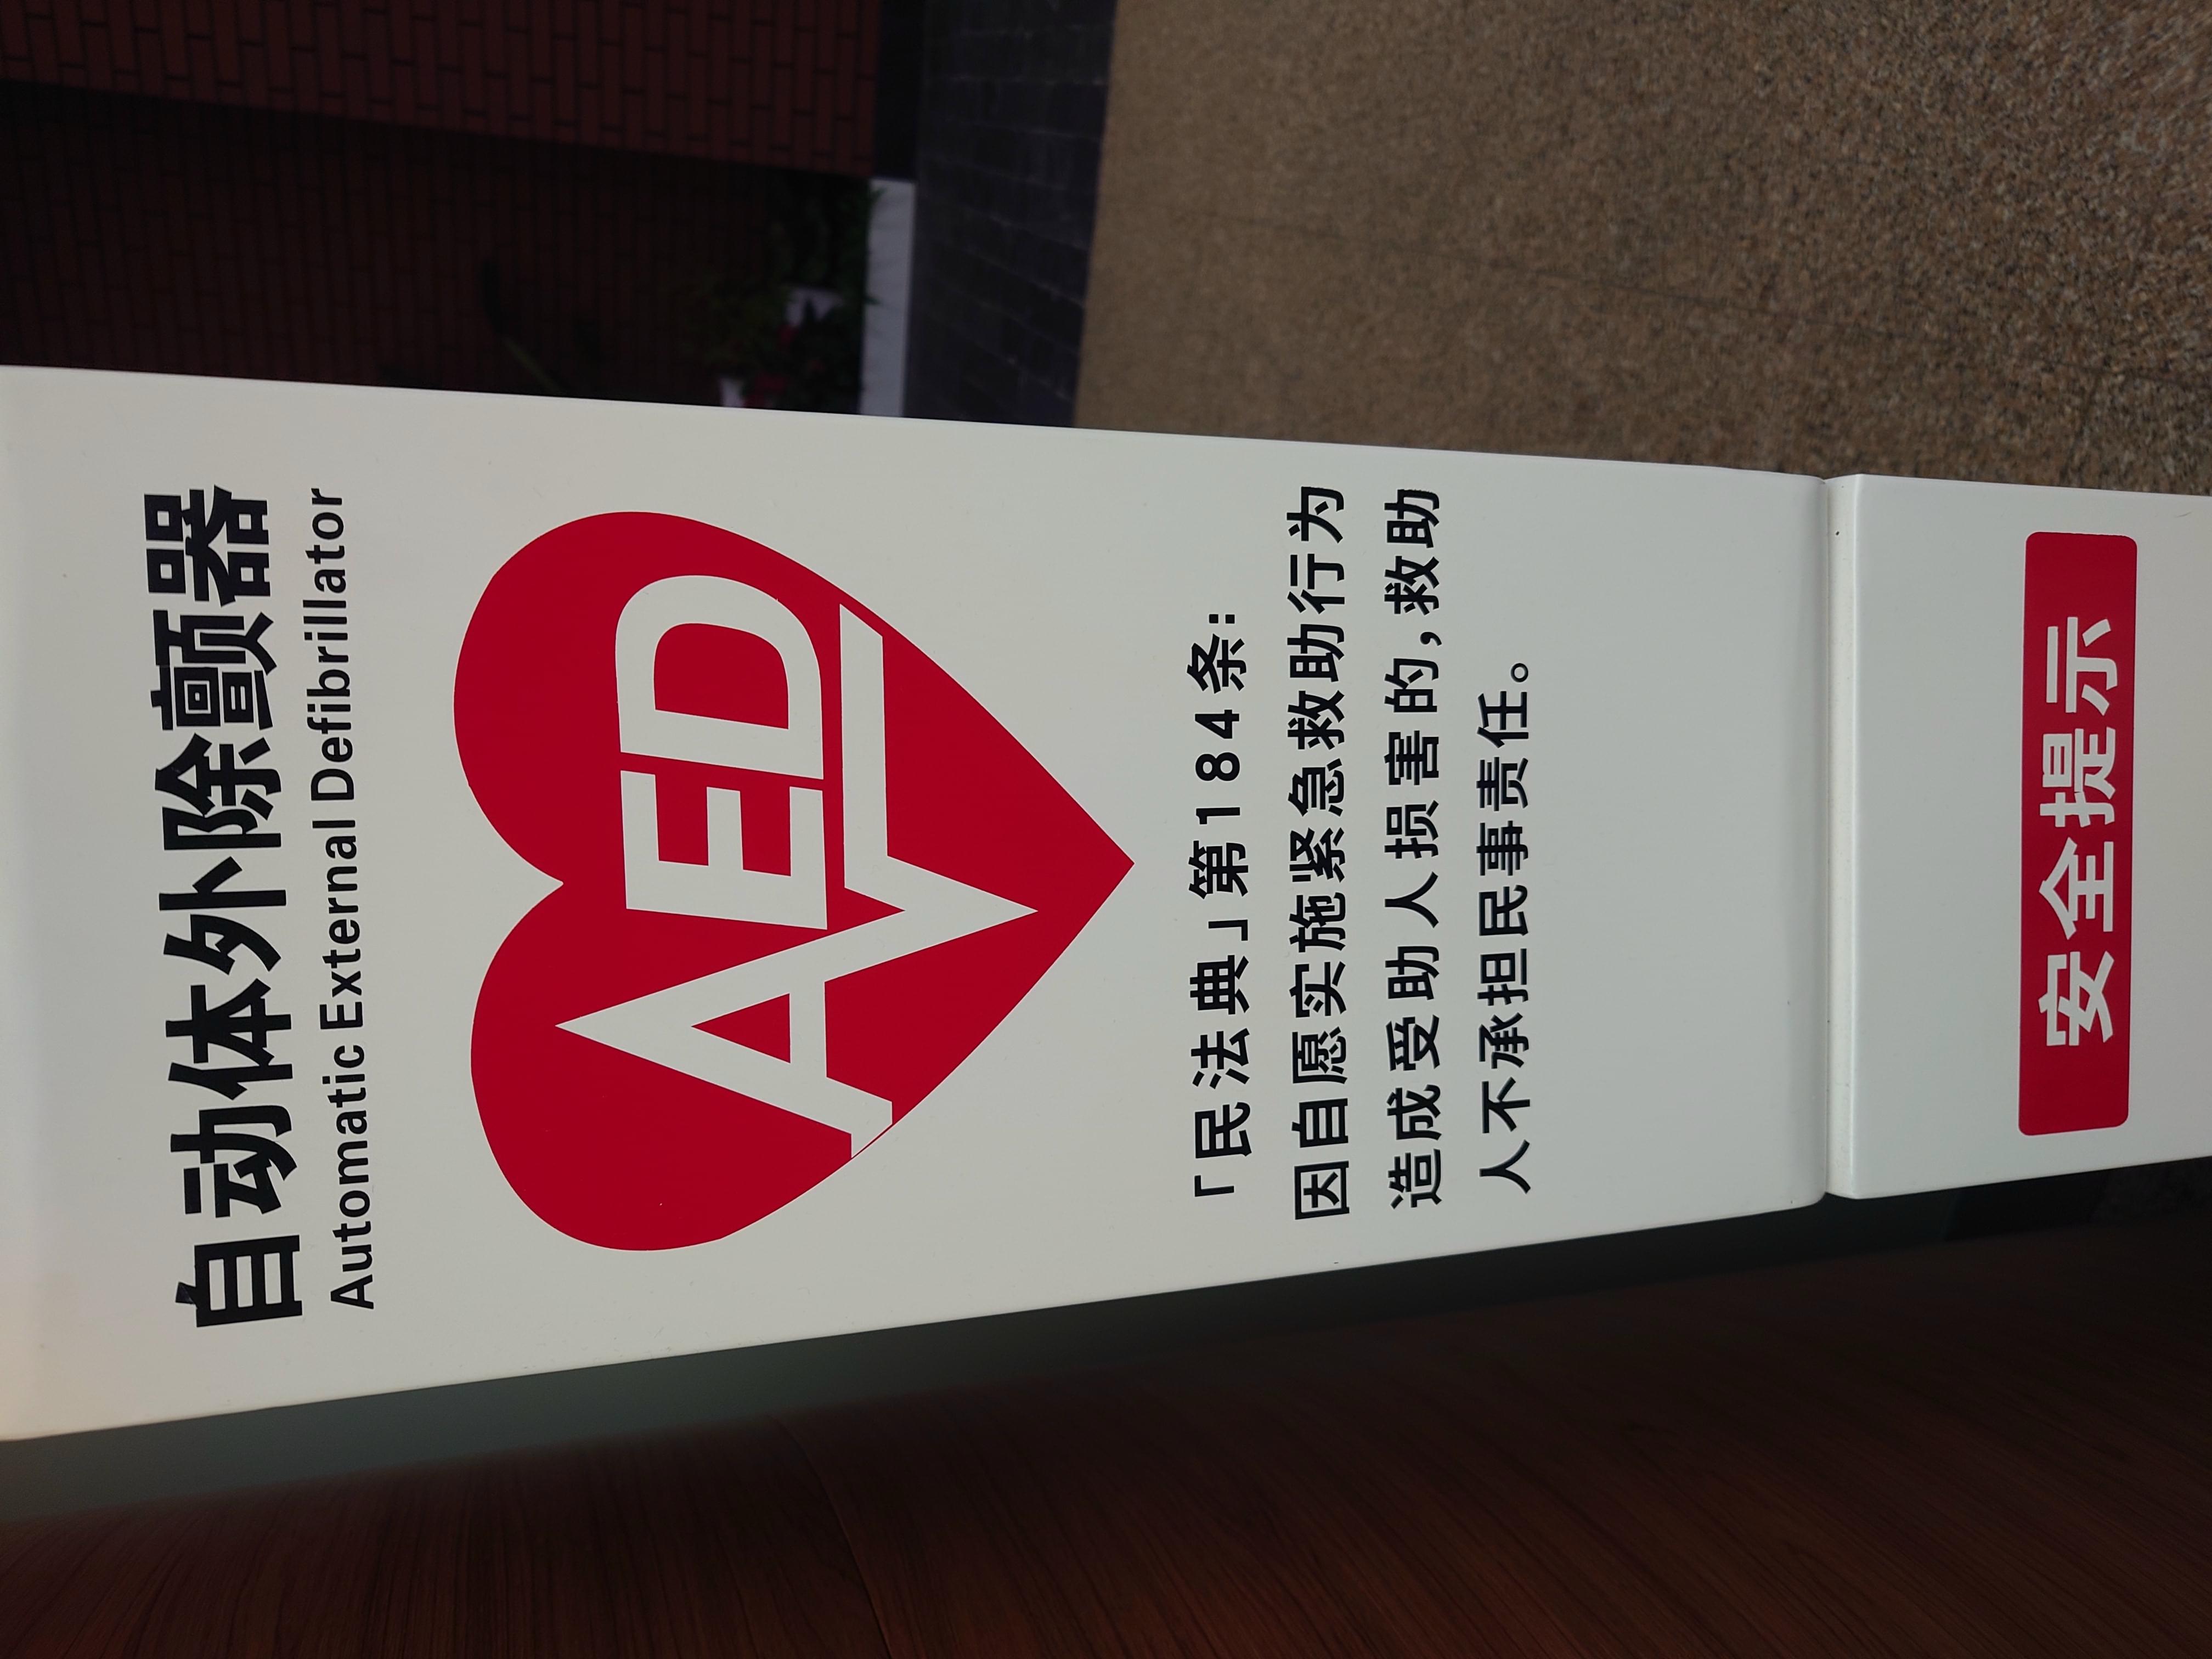 自动体外除颤器
Automatic External Defibrillator
AED
「民法典」第184条:
因自愿实施紧急救助行为
造成受助人损害的,救助
人不承担民事责任。
安全提示